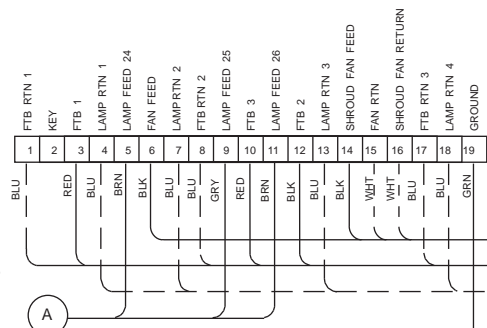 FTB RTN 1
KEY
FTB 1
LAMP RTN 1
LAMP FEED 24
FAN FEED
LAMP RTN 2
FTB RTN 2
LAMP FEED 25
FTB 3
LAMP FEED 26
FTB 2
LAMP RTN 3
SHROUD FAN FEED
FAN RTN
SHROUD FAN RETURN
FTB RTN 3
LAMP RTN 4
GROUND
1 2 3 4 5 6 7 8 9 10 11 12 13 14 15 16 17 18 19
BLU
RED
BLU
BRN
BLK
BLU
BLU
GRY
RED
BRN
BLK
BLU
BLK
WHT
WHT
BLU
BLU
GRN
A